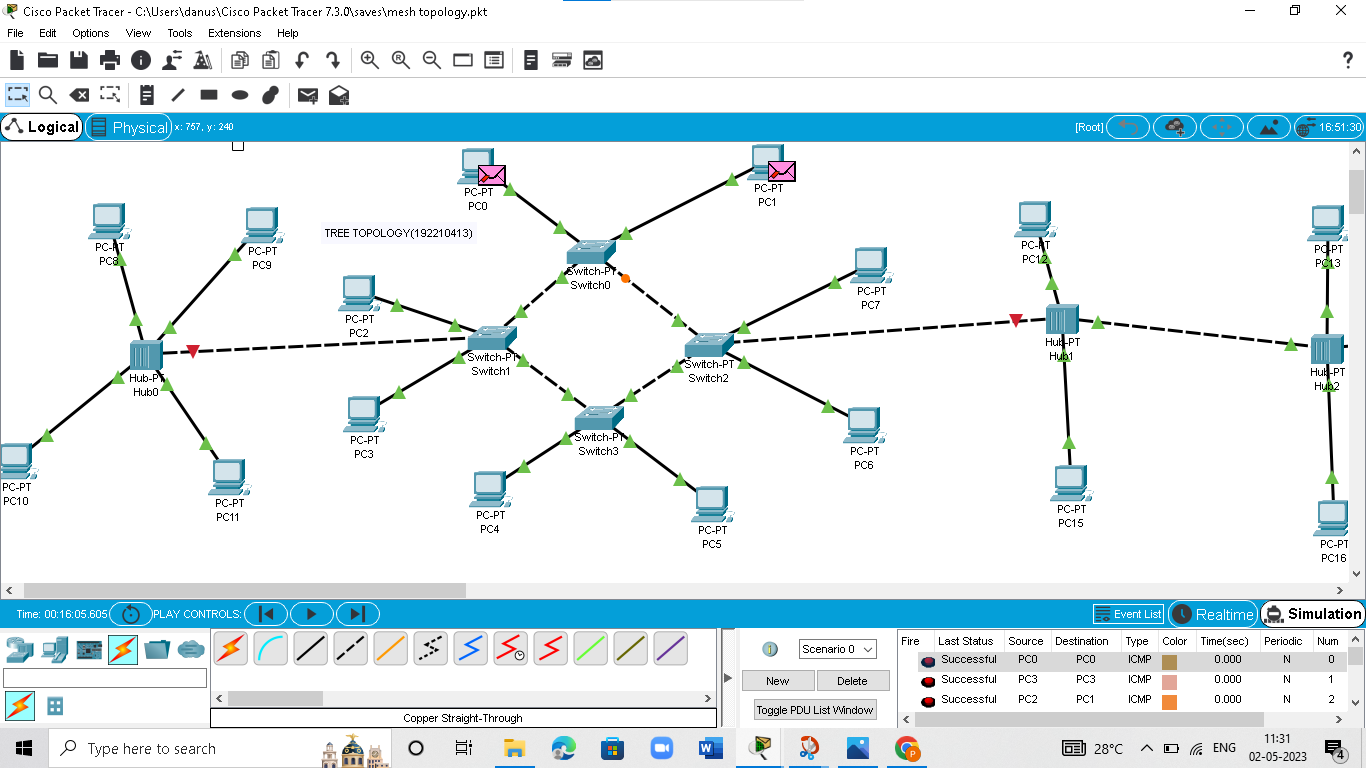 Cisco Packet Tracer - C:\Users\danus\Cisco Packet Tracer 7.3.0\saves\mesh topology.pkt
File Edit Options View Tools Extensions Help
?
Logical Physical x: 757, y: 240 [Root] 16:51:30
PC-PT
PC0
PC-PT
PC1
PC-PT
PC8
PC-PT
PC9
TREE TOPOLOGY(192210413)
PC-PT
PC12
PC-PT
PC13
Switch-PT
Switch0
PC-PT
PC7
PC-PT
PC2
Switch-PT
Switch1
Switch-PT
Switch2
Hub-PT
Hub1
Hub-PT
Hub0
Hub-PT
Hub2
PC-PT
PC3
Switch-PT
Switch3
PC-PT
PC6
PC-PT
PC10
PC-PT
PC11
PC-PT
PC4
PC-PT
PC5
PC-PT
PC15
PC-PT
PC16
Time: 00:16:05.605 PLAY CONTROLS: Event List Realtime Simulation
Scenario 0
New Delete
Toggle PDU List Window
Fire Last Status Source Destination Type Color Time(sec) Periodic Num
Successful PC0 PC0 ICMP 0.000 N 0
Successful PC3 PC3 ICMP 0.000 N 1
Successful PC2 PC1 ICMP 0.000 N 2
Copper Straight-Through
Type here to search 28°C ENG 11:31
02-05-2023
4